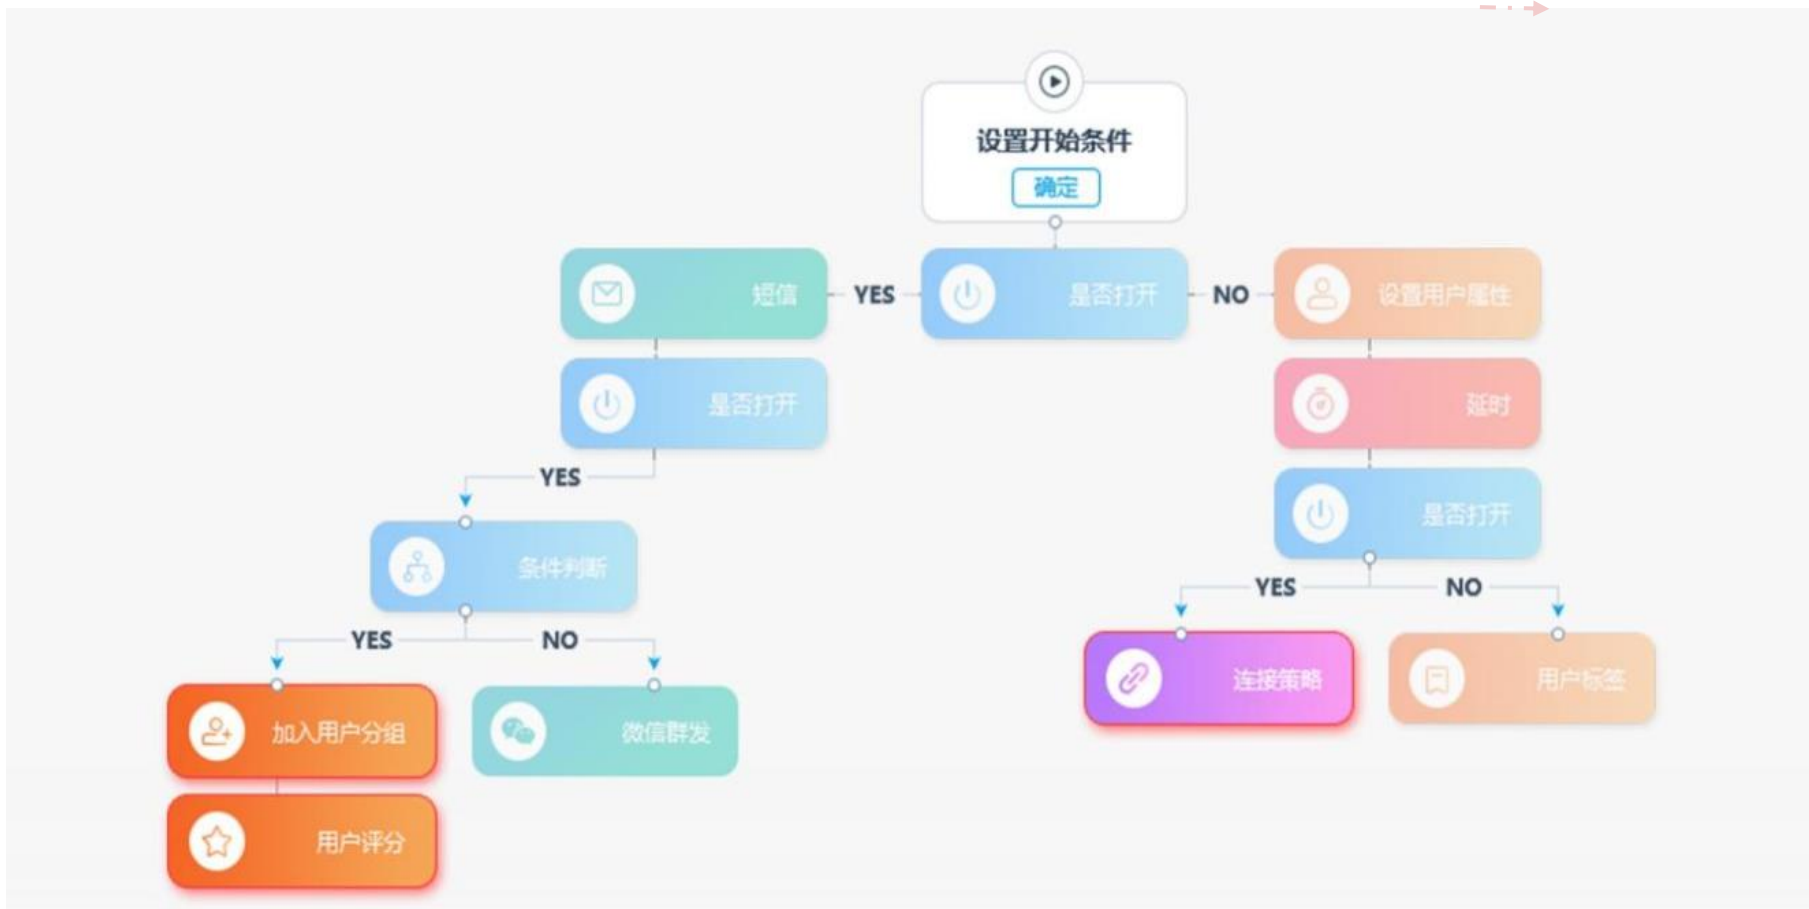 设置开始条件
确定
短信
YES
是否打开
NO
设置用户属性
是否打开
延时
YES
是否打开
条件判断
YES
NO
YES
NO
连接策略
用户标签
加入用户分组
微信群发
用户评分